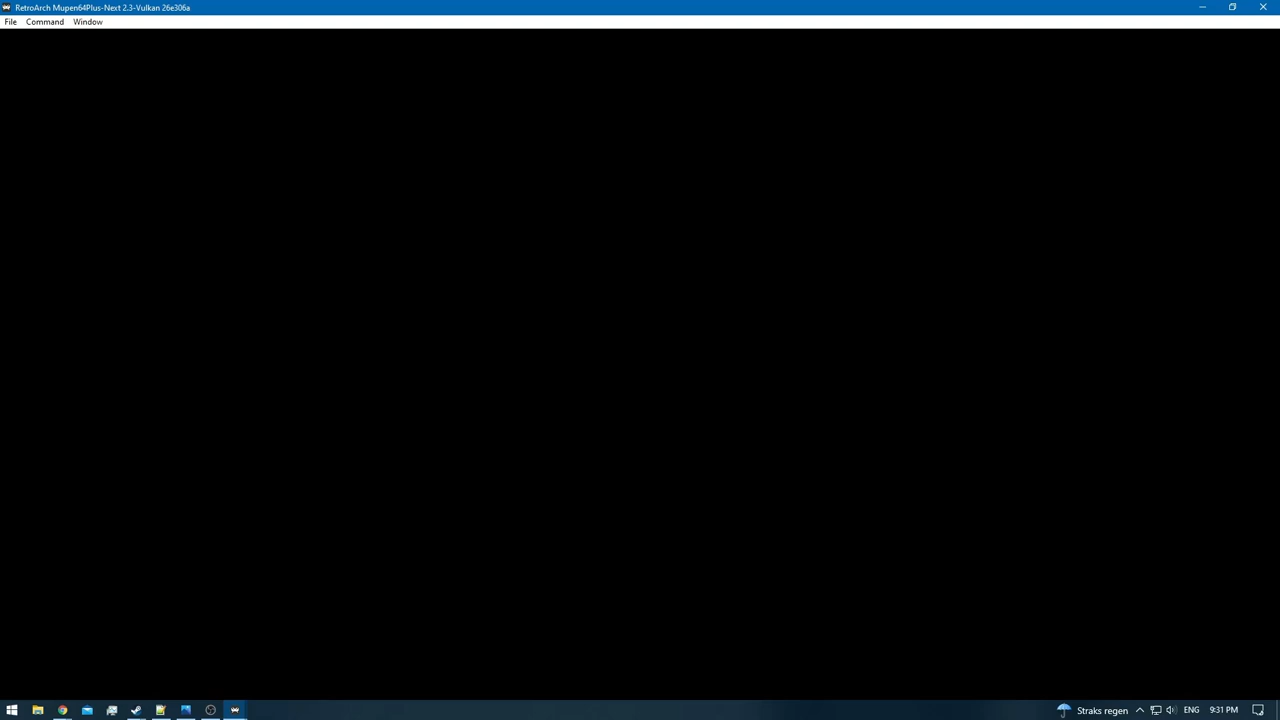 RetroArch Mupen64Plus-Next 2.3-Vulkan 26e306a
File Command Window
Straks regen ENG 9:31 PM